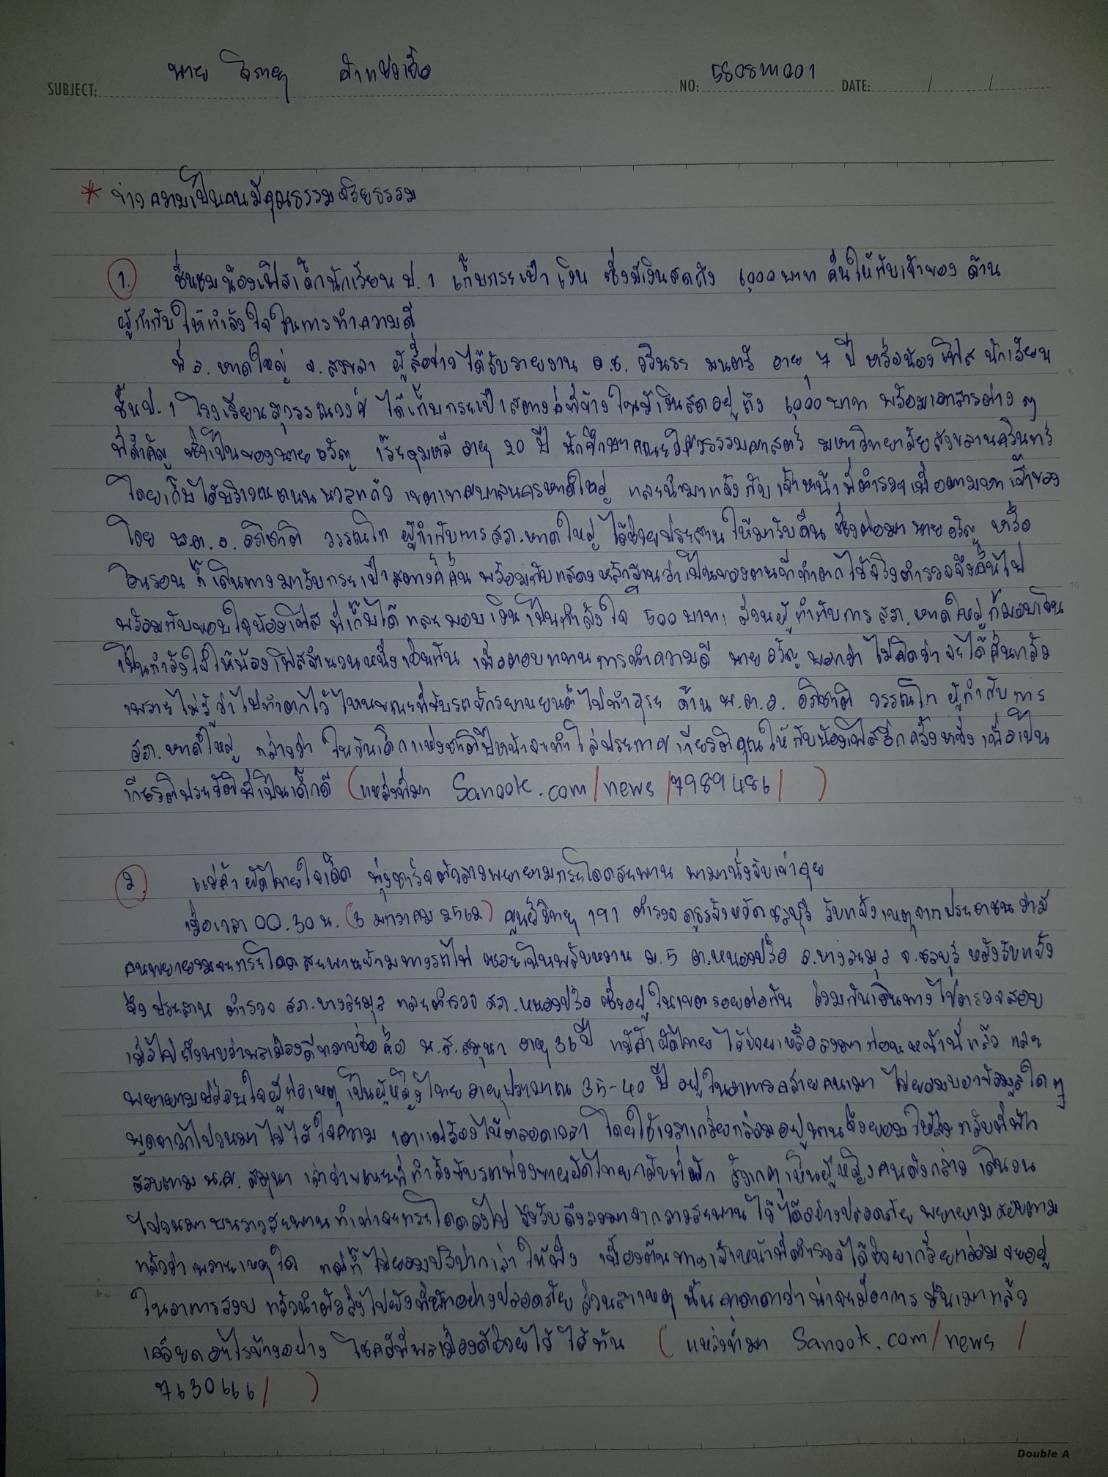 นาย
SUBJECT: NO: 5808111001 DATE: / /
* ข่าวความเป็นคนมีคุณธรรมจริยธรรม
1. ชื่นชมน้องเฟิสเด็กนักเรียน ป.1 เก็บกระเป๋าเงิน ซึ่งมีเงินสดถึง 6,000 บาท คืนให้กับเจ้าของ ด้าน
ผู้กำกับให้กำลังใจในการทำความดี
ที่ อ.หาดใหญ่ จ.สงขลา ผู้สื่อข่าวได้รับรายงาน ด.ช. มนตรี อายุ 7 ปี หรือน้องเฟิส นักเรียน
ชั้นป.1 โรงเรียนสุวรรณวงศ์ ได้เก็บกระเป๋าสตางค์ที่ข้างในมีเงินสดอยู่ถึง 6,000 บาท พร้อมเอกสารต่างๆ
ที่สำคัญ ซึ่งเป็นของนาย อายุ 20 ปี นักศึกษาคณะวิศวกรรมศาสตร์ มหาวิทยาลัยสงขลานครินทร์
โดยเก็บได้บริเวณถนนนวลแก้ว เขตเทศบาลนครหาดใหญ่ และนำมาแจ้งกับเจ้าหน้าที่ตำรวจเพื่อตามหาเจ้าของ
โดย พ.ต.อ. วรรณโก ผู้กำกับการสภ.หาดใหญ่ ได้ช่วยประสานให้มารับคืน ซึ่งต่อมา นาย หรือ
ก็เดินทางมารับกระเป๋าสตางค์คืน พร้อมกับแสดงหลักฐานว่าเป็นของตนที่ทำตกไว้จริงตำรวจจึงคืนไป
พร้อมกับขอบใจน้องเฟิส ที่เก็บได้และมอบเงินเป็นกำลังใจ 500 บาท ส่วนผู้กำกับการ สภ.หาดใหญ่ก็มอบเงิน
เป็นกำลังใจให้น้องเฟิสจำนวนหนึ่งเช่นกัน เพื่อตอบแทนการทำความดี นาย บอกว่า ไม่คิดว่าจะได้คืนแล้ว
เพราะไม่รู้ว่าไปทำตกไว้ไหนขณะที่ขับรถจักรยานยนต์ไปทำธุระ ด้าน พ.ต.อ. วรรณโก ผู้กำกับการ
สภ.หาดใหญ่ กล่าวว่า ในวันเด็กแห่งชาติปีหน้าจะทำใบประกาศเกียรติคุณให้กับน้องเฟิสอีกครั้งหนึ่งเพื่อเป็น
เกียรติประวัติที่เป็นเด็กดี (แหล่งที่มา Sanook.com/news/7989486/ )
2. แม่ค้าผัดไทยใจเด็ด พุ่งชาร์จตัวสาวพยายามกระโดดสะพาน พามานั่งจับเข่าคุย
เมื่อเวลา 00.30 น. (3 มกราคม 2562) ศูนย์วิทยุ 191 ตำรวจภูธรจังหวัดชลบุรี รับแจ้งเหตุจากประชาชนว่ามี
คนพยายามจะกระโดดสะพานข้ามทางรถไฟ ซอยเนินพลับหวาน ม.5 ต.หนองปรือ อ.บางละมุง จ.ชลบุรี หลังรับแจ้ง
จึงประสาน ตำรวจ สภ.บางละมุง และตำรวจ สภ.หนองปรือ ซึ่งอยู่ในเขตรอยต่อกัน ร่วมกันเดินทางไปตรวจสอบ
เมื่อไปถึงพบว่าพลเมืองดีทราบชื่อคือ น.ส.สมุนา อายุ 36 ปี แม่ค้าผัดไทย ได้ช่วยเหลือลงมาก่อนหน้านี้แล้ว และ
พยายามปลอบใจผู้ก่อเหตุ เป็นผู้หญิงไทย อายุประมาณ 35-40 ปี อยู่ในอาการคล้ายคนเมา ไม่ยอมบอกข้อมูลใดๆ
พูดจาวกไปวนมาไม่ได้ใจความ เอาแต่ร้องไห้ตลอดเวลา โดยใช้เวลาเกลี้ยกล่อมอยู่นานจึงยอมให้ส่งกลับที่พัก
สอบถาม น.ส. สมุนา เล่าว่าขณะที่กำลังขับรถพ่วงขายผัดไทยกลับที่พัก สังเกตุเห็นผู้หญิงคนดังกล่าว เดินวน
ไปวนมาบนราวสะพานทำท่าจะกระโดดลงไป จึงรีบดึงลงมาจากราวสะพานไว้ได้อย่างปลอดภัย พยายามสอบถาม
แล้วว่าเพราะเหตุใด แต่ก็ไม่ยอมปริปากเล่าให้ฟัง เบื้องต้นทางเจ้าหน้าที่ตำรวจได้ช่วยเกลี้ยกล่อมจนอยู่
ในอาการสงบ แล้วนำตัวส่งไปยังที่พักอย่างปลอดภัย ส่วนสาเหตุนั้นคาดเดาว่าน่าจะมีอาการมึนเมาแล้ว
เครียดอะไรบางอย่าง โชคดีที่พลเมืองดีช่วยไว้ได้ทัน (แหล่งที่มา Sanook.com/news/
7630666/ )
Double A